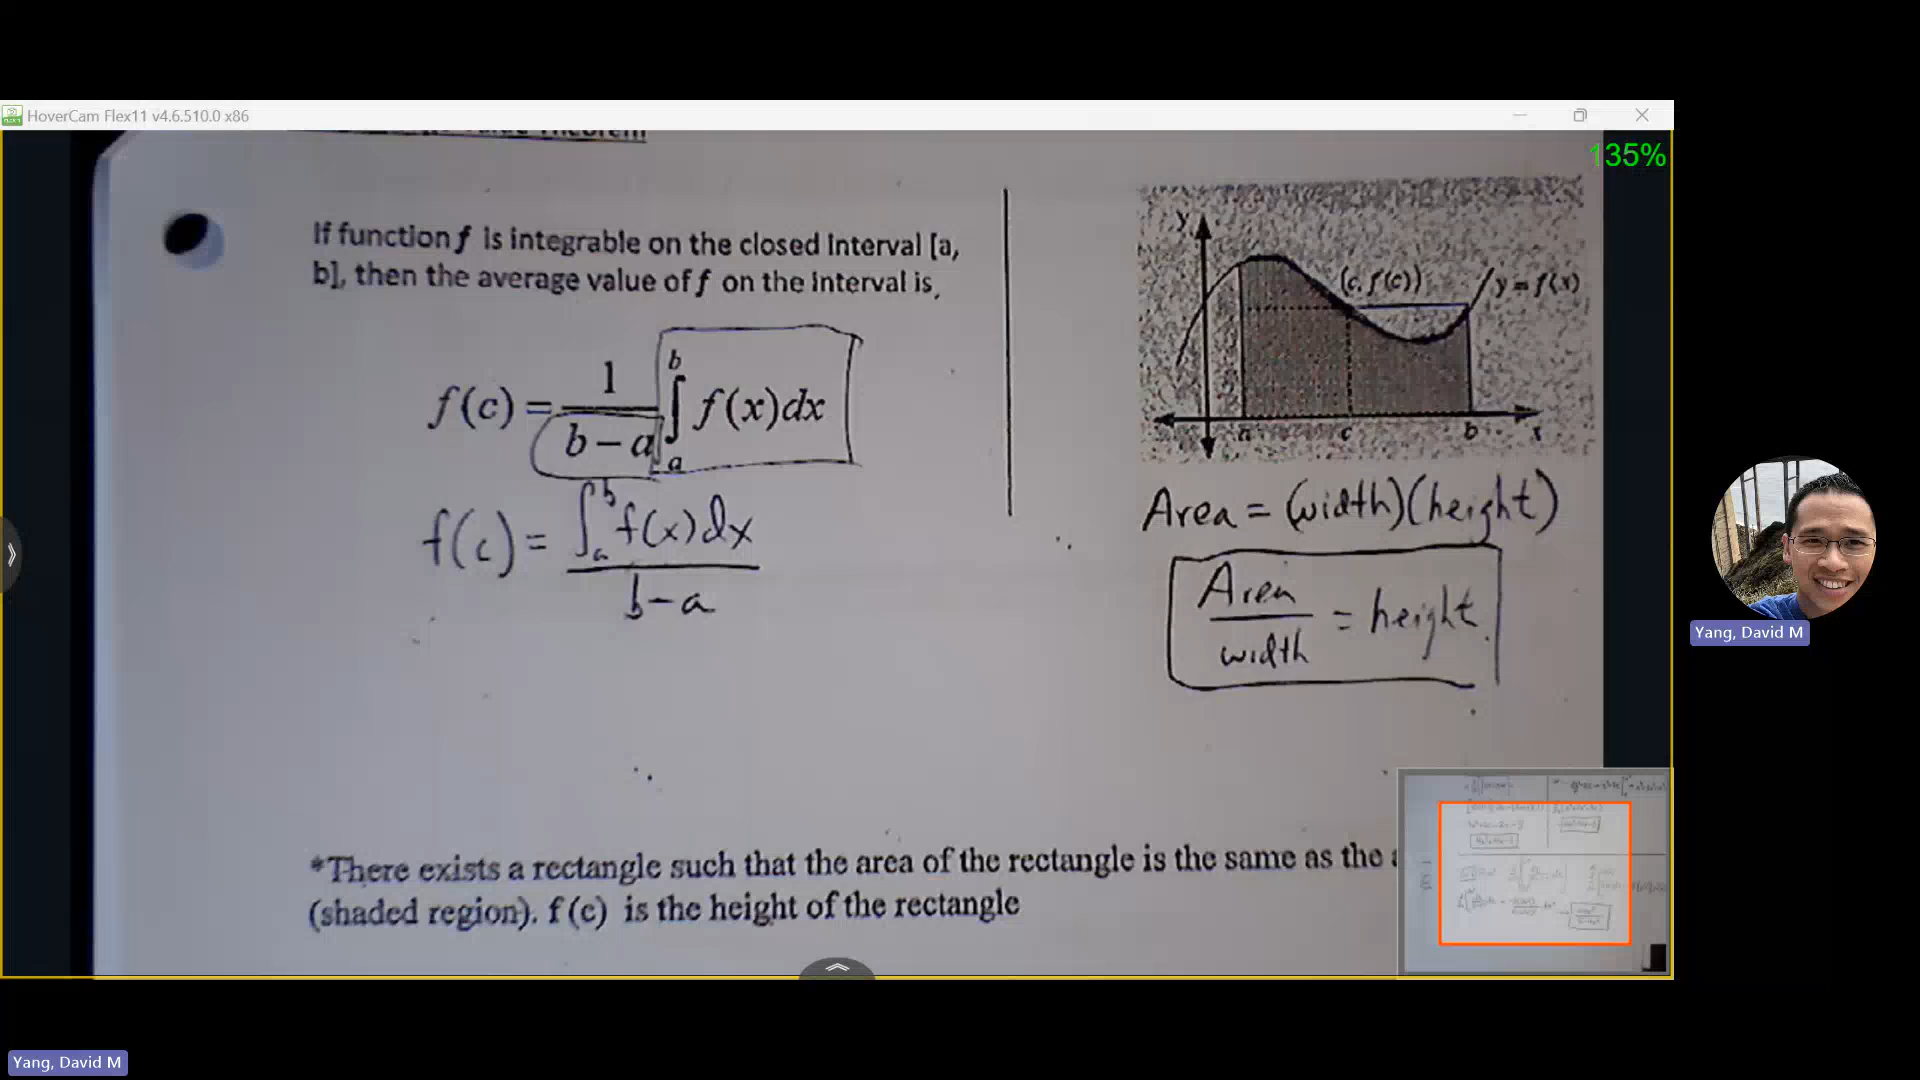 HoverCam Flex11 v4.6.510.0 x86
135%
Theorem
If function f is integrable on the closed interval [a,
b], then the average value of f on the interval is,
f(c) = 1/(b − a) ∫_a^b f(x)dx
f(c) = ∫_a^b f(x)dx
b − a
y
(c, f(c))
y = f(x)
a c b x
Area = (width)(height)
Area
width
= height
*There exists a rectangle such that the area of the rectangle is the same as the
(shaded region). f(c) is the height of the rectangle
Yang, David M
Yang, David M